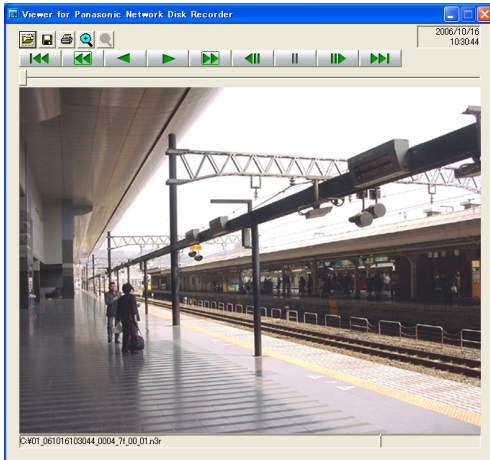 Viewer for Panasonic Network Disk Recorder
2006/10/16
10:30:44
C:¥01_061016103044_0004_7f_00_01.n3r